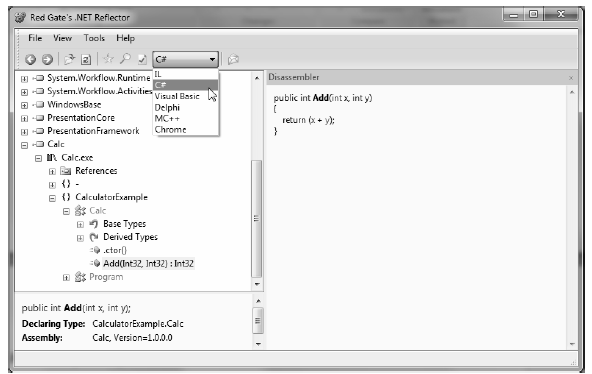 Red Gate's .NET Reflector
File View Tools Help
C#
IL
C#
Visual Basic
Delphi
MC++
Chrome
System.Workflow.Runtime
System.Workflow.Activities
WindowsBase
PresentationCore
PresentationFramework
Calc
Calc.exe
References
{ } -
{ } CalculatorExample
Calc
Base Types
Derived Types
.ctor()
Add(Int32, Int32) : Int32
Program
public int Add(int x, int y);
Declaring Type: CalculatorExample.Calc
Assembly: Calc, Version=1.0.0.0
Disassembler
public int Add(int x, int y)
{
return (x + y);
}